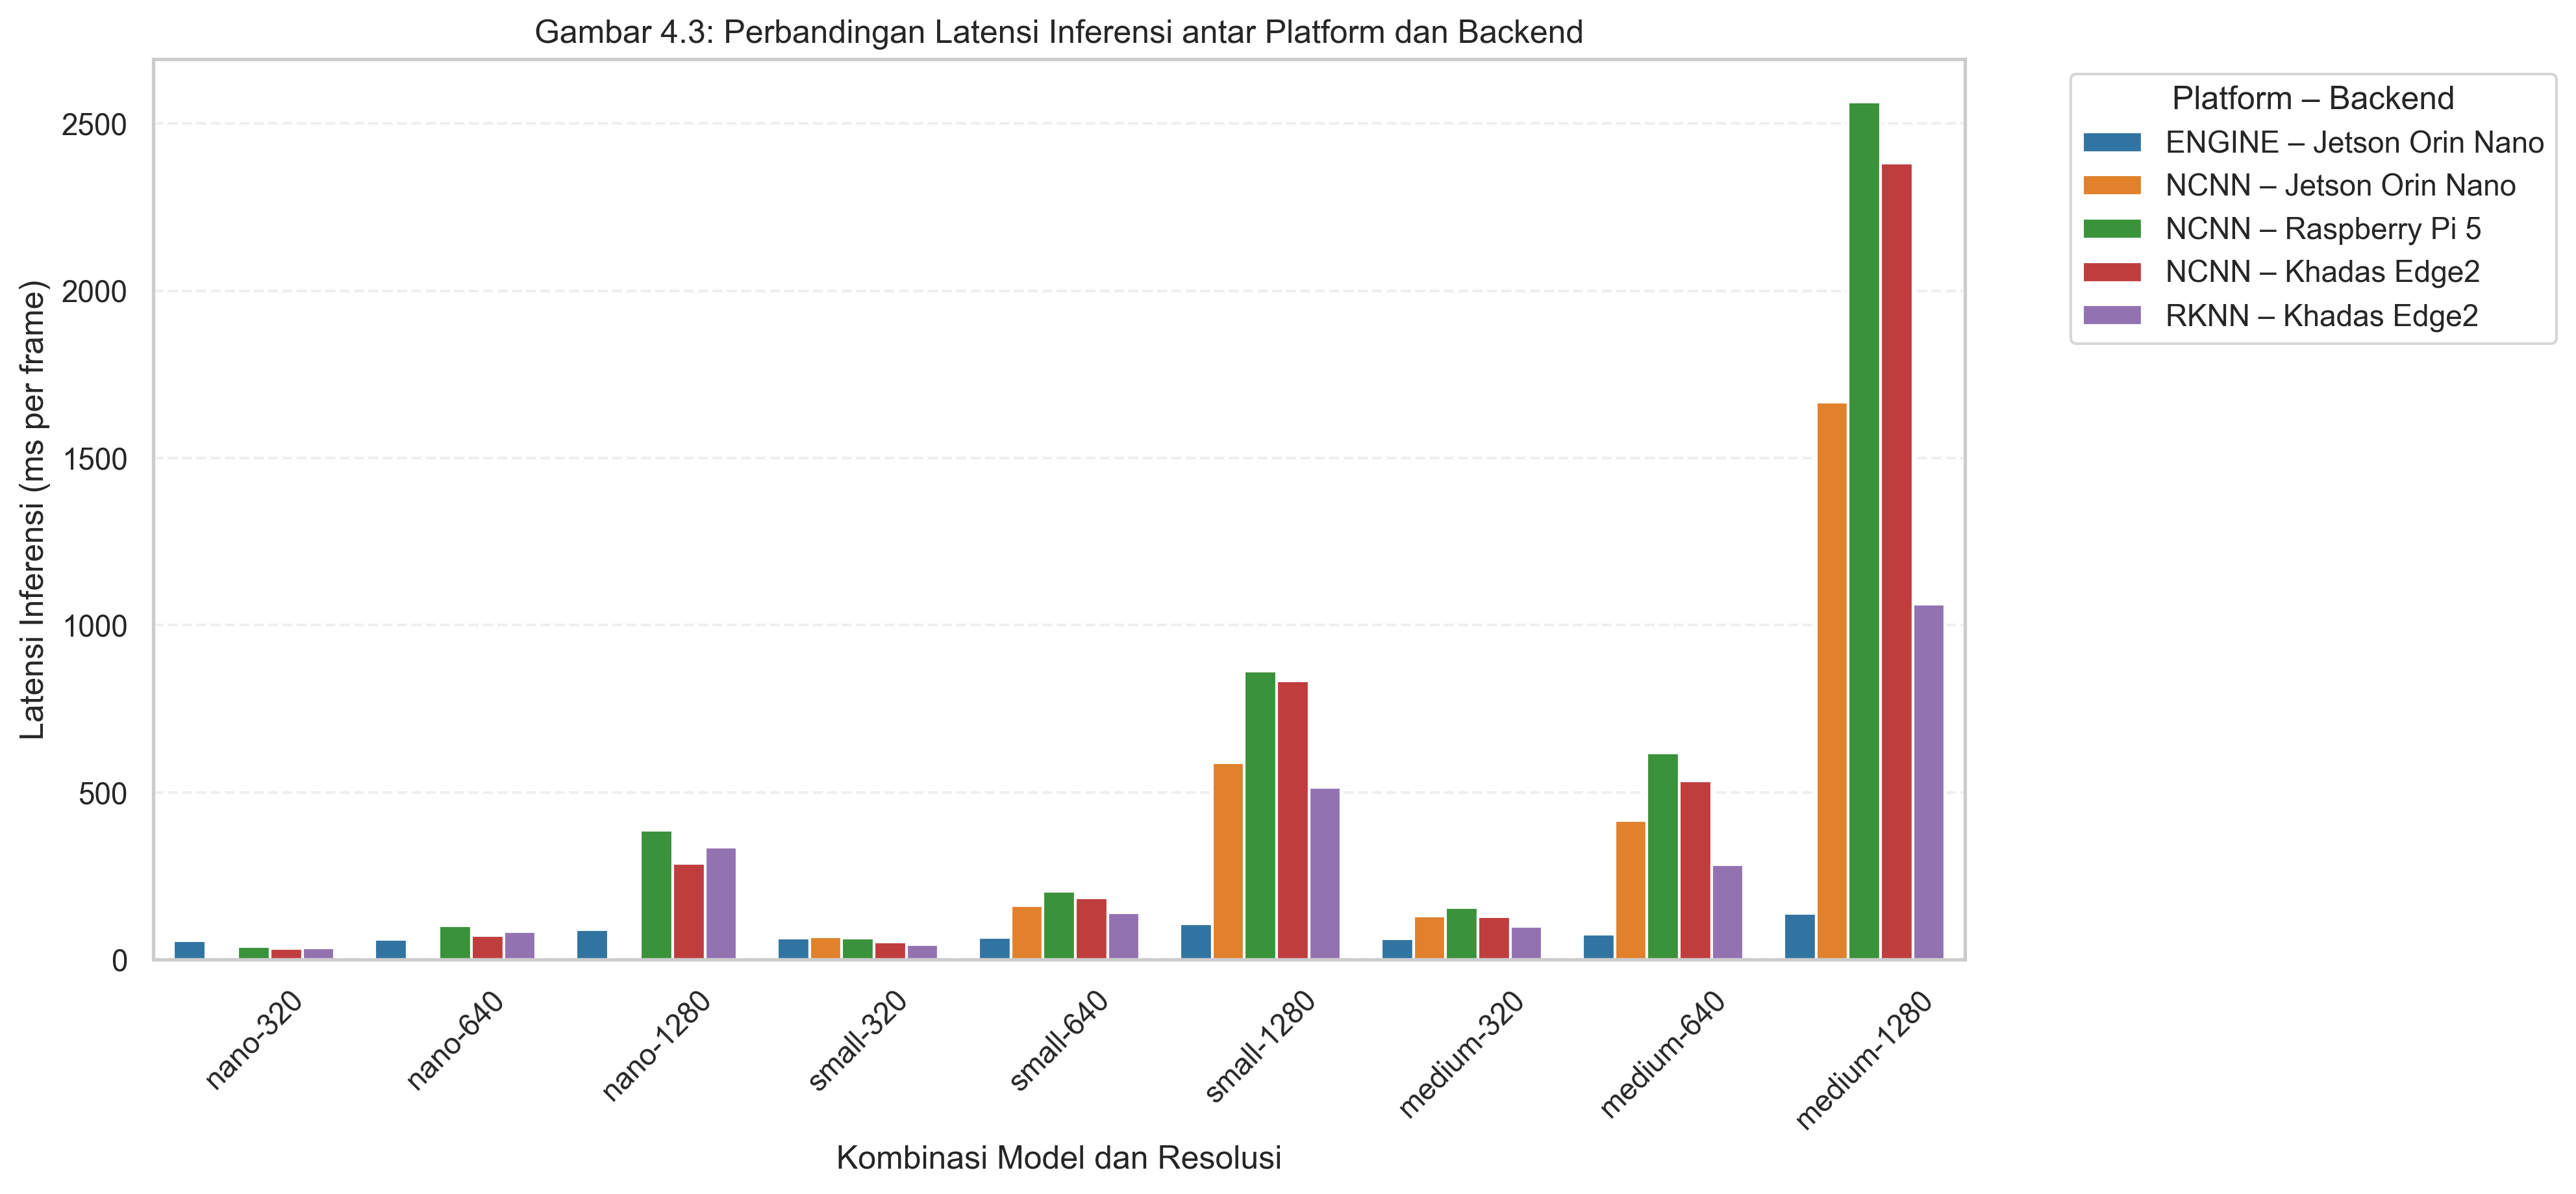 Gambar 4.3: Perbandingan Latensi Inferensi antar Platform dan Backend
Latensi Inferensi (ms per frame)
2500
2000
1500
1000
500
0
nano-320
nano-640
nano-1280
small-320
small-640
small-1280
medium-320
medium-640
medium-1280
Kombinasi Model dan Resolusi
Platform – Backend
ENGINE – Jetson Orin Nano
NCNN – Jetson Orin Nano
NCNN – Raspberry Pi 5
NCNN – Khadas Edge2
RKNN – Khadas Edge2